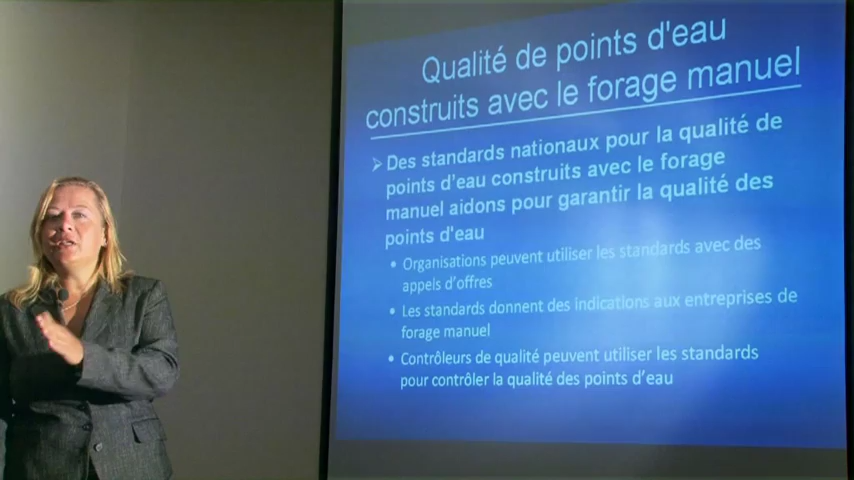 Qualité de points d'eau
construits avec le forage manuel
➢ Des standards nationaux pour la qualité de
points d'eau construits avec le forage
manuel aidons pour garantir la qualité des
points d'eau
• Organisations peuvent utiliser les standards avec des
appels d'offres
• Les standards donnent des indications aux entreprises de
forage manuel
• Contrôleurs de qualité peuvent utiliser les standards
pour contrôler la qualité des points d'eau